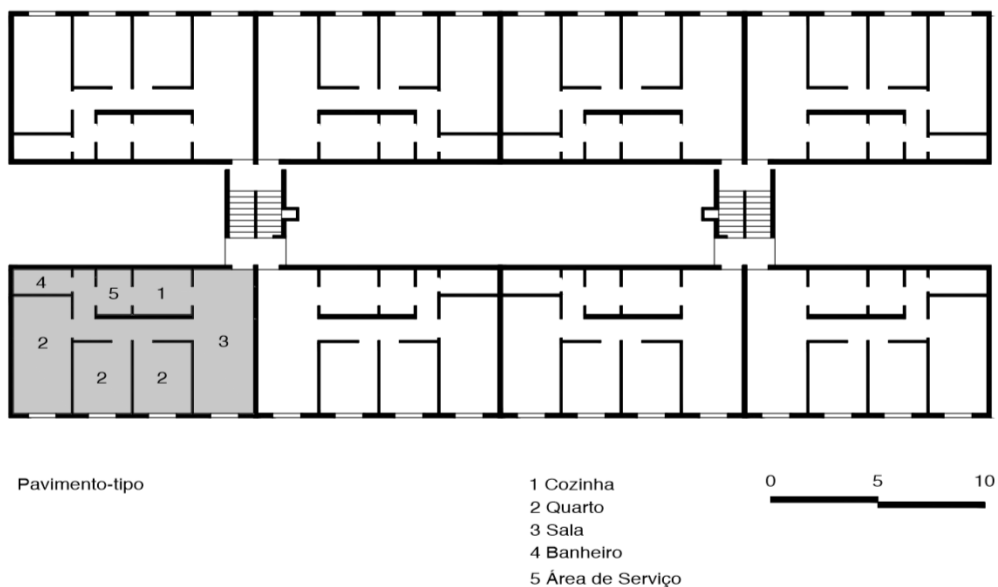 4
5 1
2 3
2 2
Pavimento-tipo
1 Cozinha
2 Quarto
3 Sala
4 Banheiro
5 Área de Serviço
0 5 10